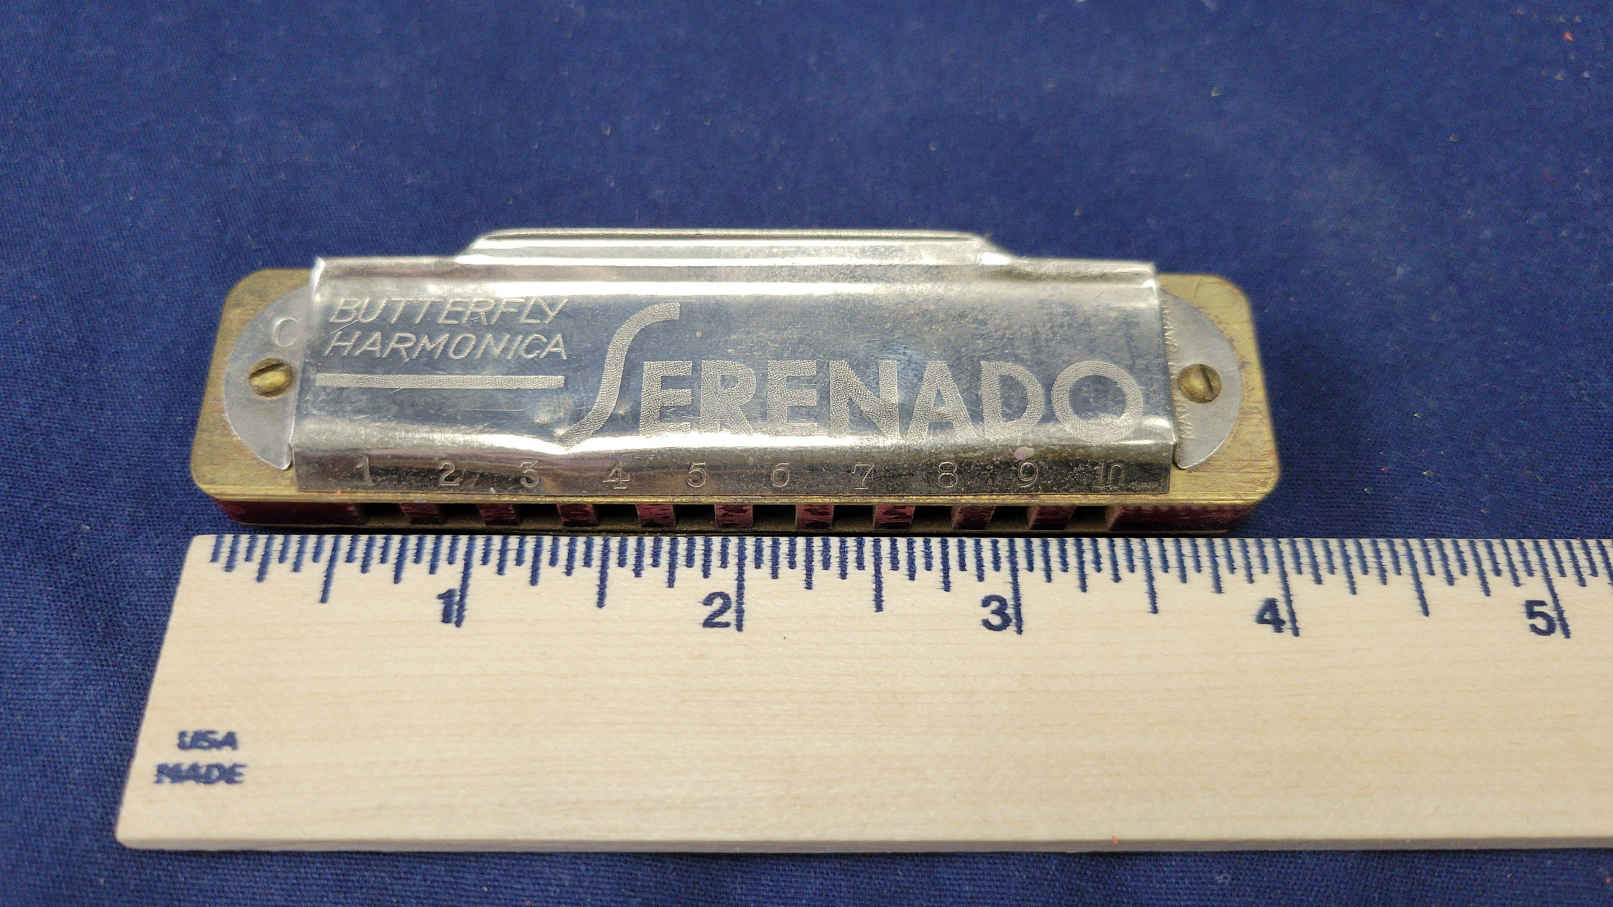 C
BUTTERFLY
HARMONICA
SERENADO
1 2 3 4 5 6 7 8 9 10
1 2 3 4 5
USA
MADE